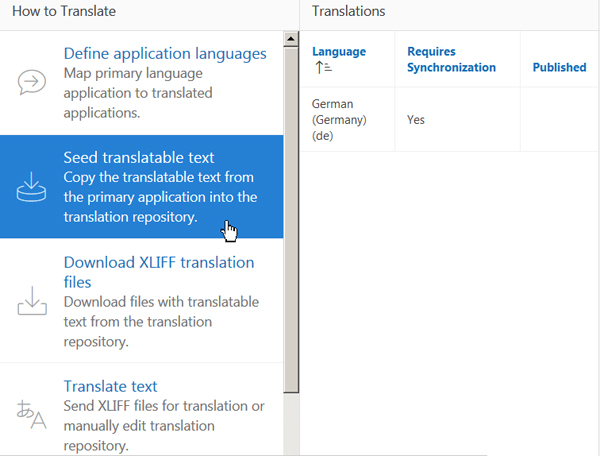 How to Translate
Define application languages
Map primary language
application to translated
applications.
Seed translatable text
Copy the translatable text from
the primary application into the
translation repository.
Download XLIFF translation
files
Download files with translatable
text from the translation
repository.
あA
Translate text
Send XLIFF files for translation or
manually edit translation
repository.
Translations
Language
Requires
Synchronization
Published
German
(Germany)
(de)
Yes